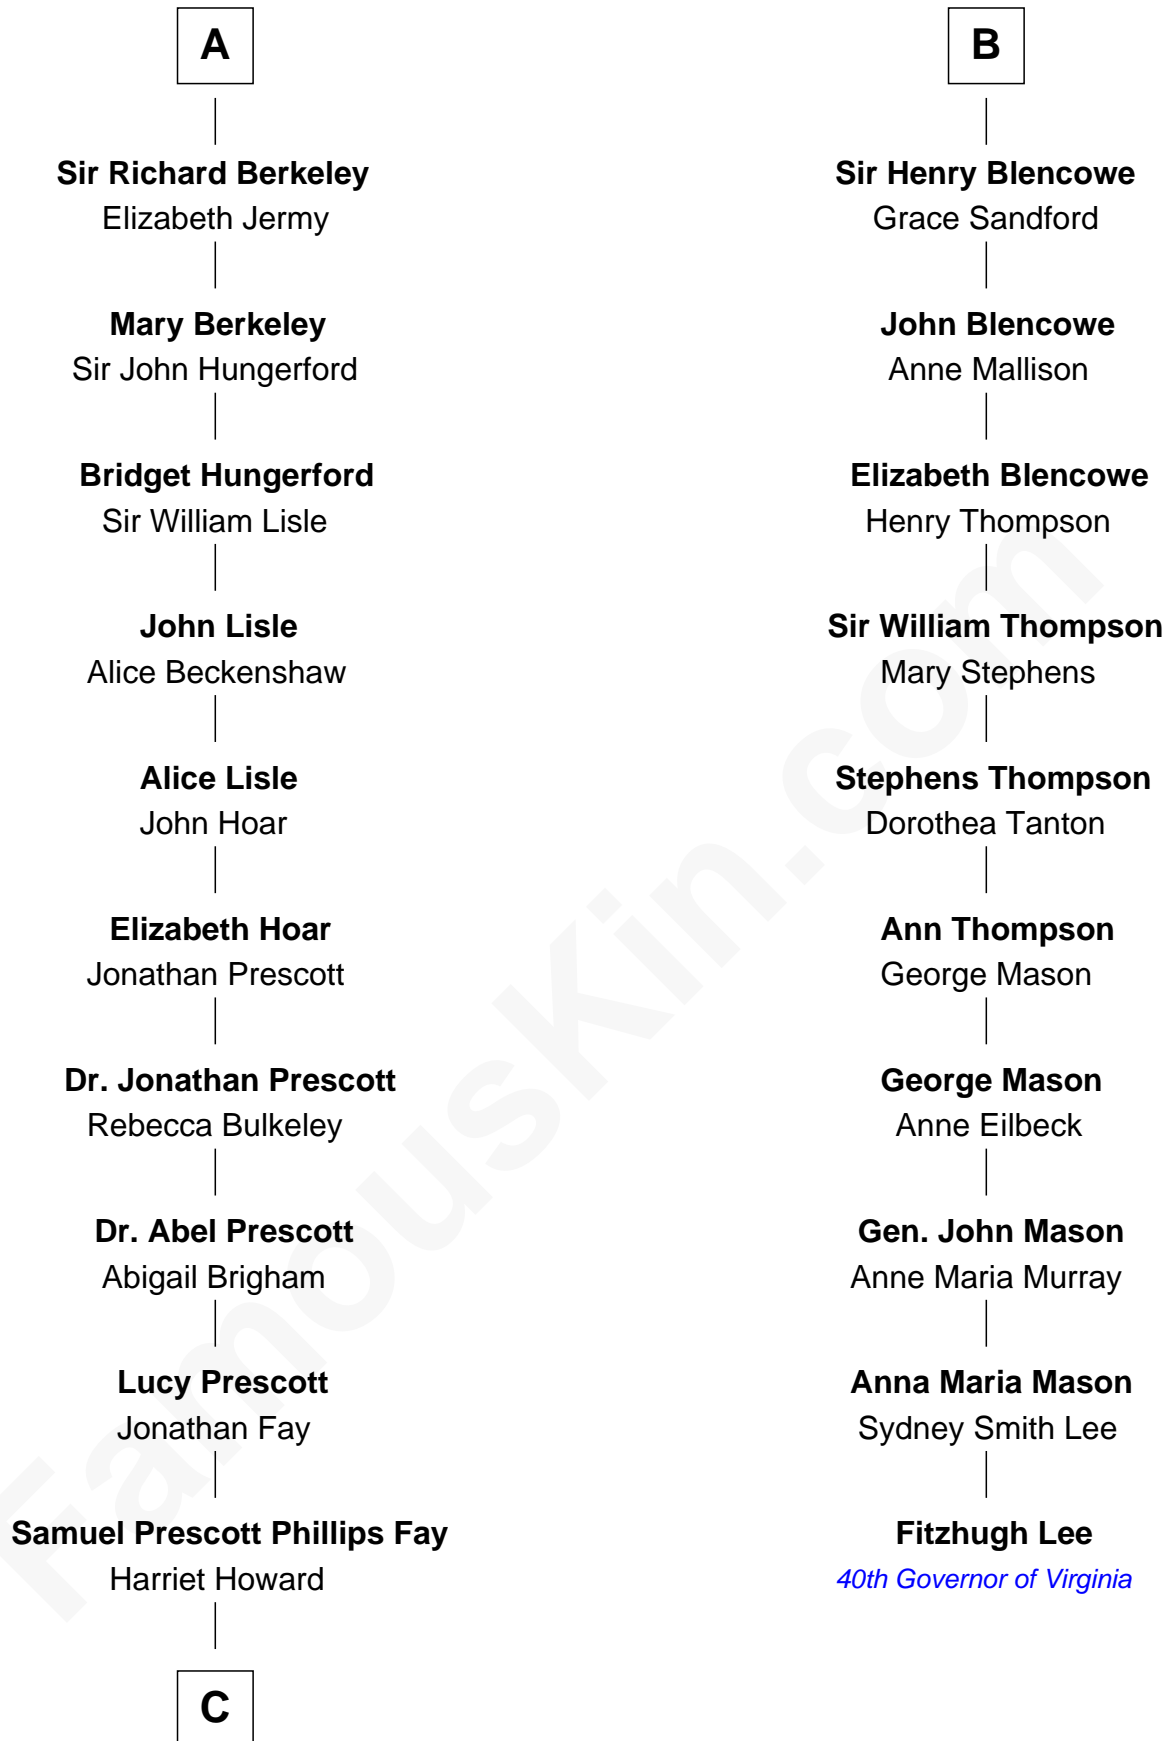 A
Sir Richard Berkeley
Elizabeth Jermy
Mary Berkeley
Sir John Hungerford
Bridget Hungerford
Sir William Lisle
John Lisle
Alice Beckenshaw
Alice Lisle
John Hoar
Elizabeth Hoar
Jonathan Prescott
Dr. Jonathan Prescott
Rebecca Bulkeley
Dr. Abel Prescott
Abigail Brigham
Lucy Prescott
Jonathan Fay
Samuel Prescott Phillips Fay
Harriet Howard
C
B
Sir Henry Blencowe
Grace Sandford
John Blencowe
Anne Mallison
Elizabeth Blencowe
Henry Thompson
Sir William Thompson
Mary Stephens
Stephens Thompson
Dorothea Tanton
Ann Thompson
George Mason
George Mason
Anne Eilbeck
Gen. John Mason
Anne Maria Murray
Anna Maria Mason
Sydney Smith Lee
Fitzhugh Lee
40th Governor of Virginia
FamousKin.com